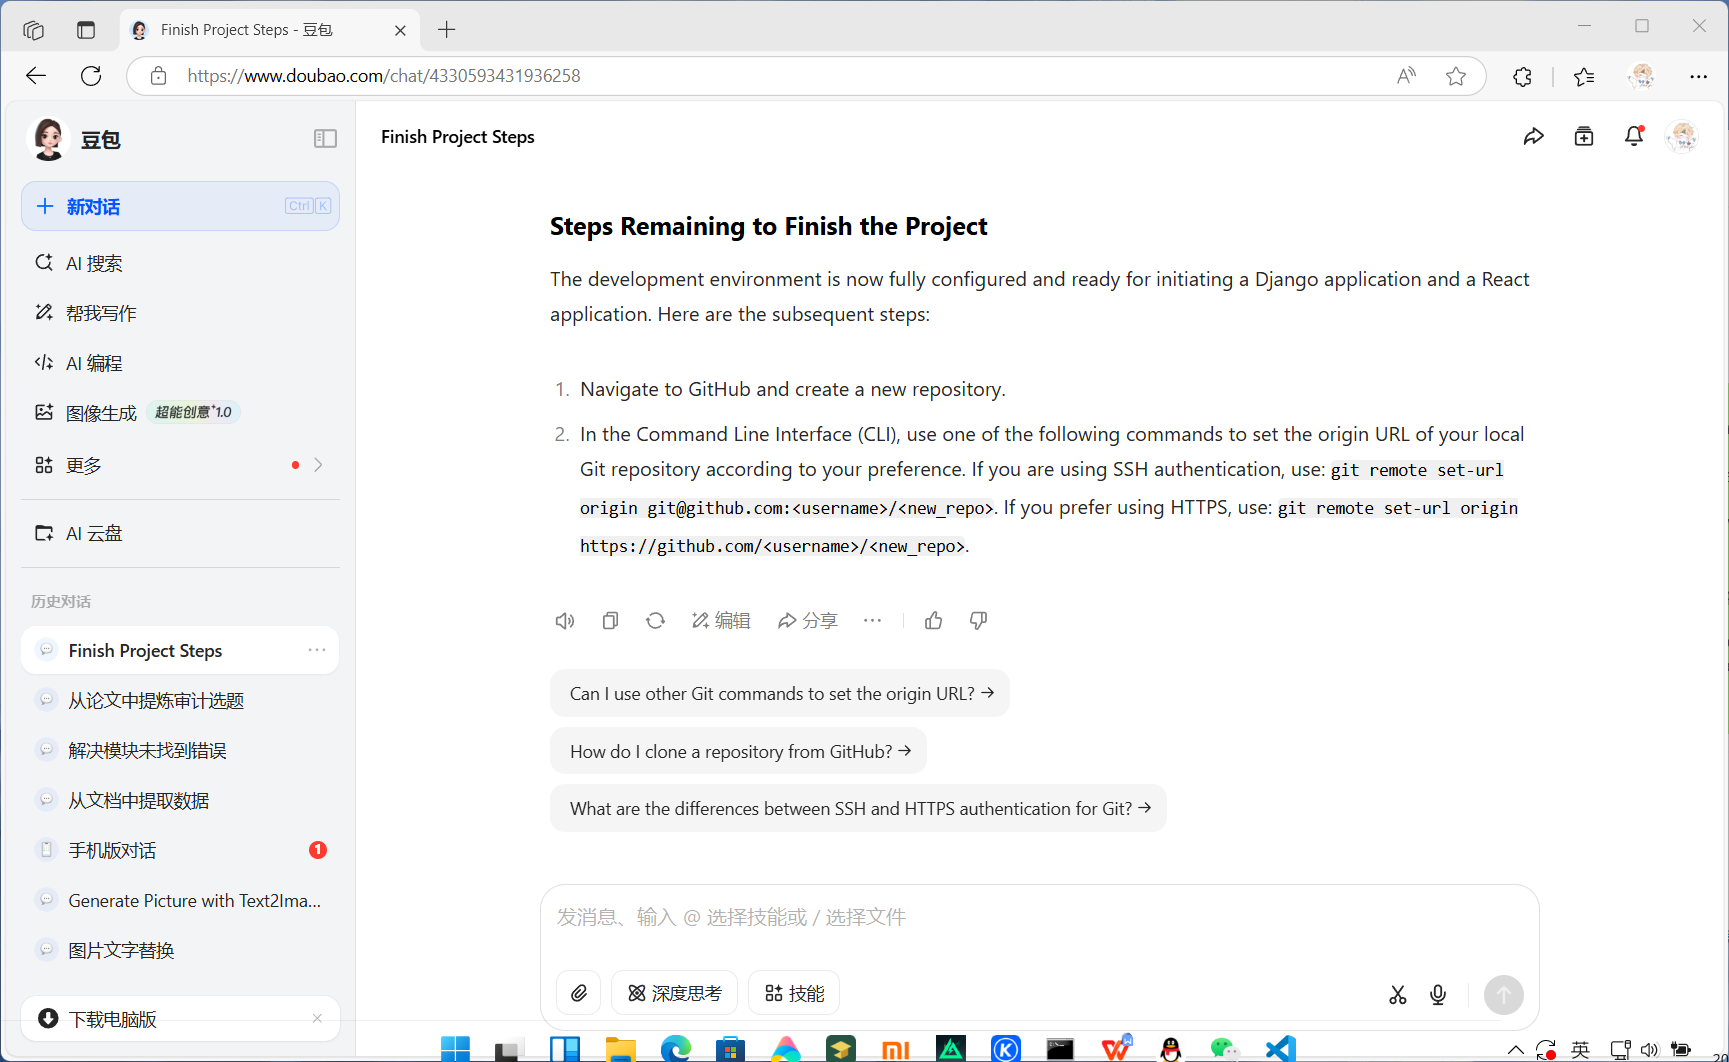 Finish Project Steps - 豆包
https://www.doubao.com/chat/4330593431936258
豆包
新对话
Ctrl K
AI 搜索
帮我写作
AI 编程
图像生成 超能创意1.0
更多
AI 云盘
历史对话
Finish Project Steps
从论文中提炼审计选题
解决模块未找到错误
从文档中提取数据
手机版对话 1
Generate Picture with Text2Ima...
图片文字替换
下载电脑版
Finish Project Steps
Steps Remaining to Finish the Project
The development environment is now fully configured and ready for initiating a Django application and a React
application. Here are the subsequent steps:
1. Navigate to GitHub and create a new repository.
2. In the Command Line Interface (CLI), use one of the following commands to set the origin URL of your local
Git repository according to your preference. If you are using SSH authentication, use: git remote set-url
origin git@github.com:<username>/<new_repo>. If you prefer using HTTPS, use: git remote set-url origin
https://github.com/<username>/<new_repo>.
编辑 分享
Can I use other Git commands to set the origin URL? →
How do I clone a repository from GitHub? →
What are the differences between SSH and HTTPS authentication for Git? →
发消息、输入 @ 选择技能或 / 选择文件
深度思考 技能
英